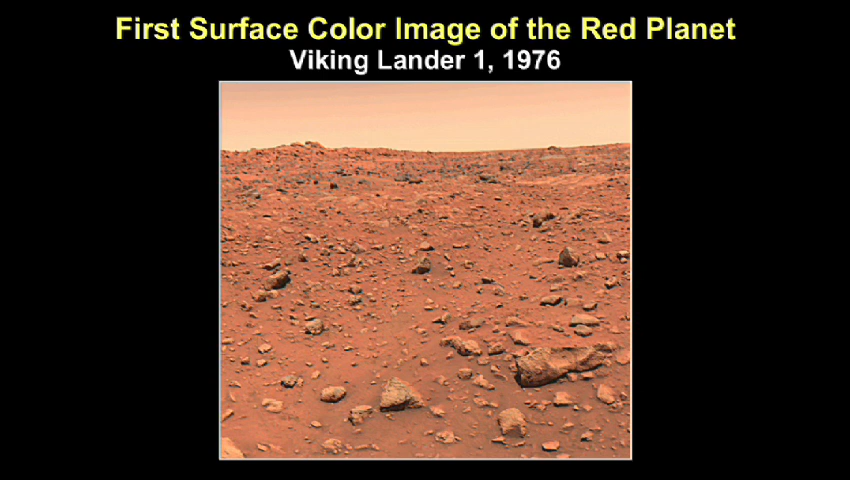 First Surface Color Image of the Red Planet
Viking Lander 1, 1976